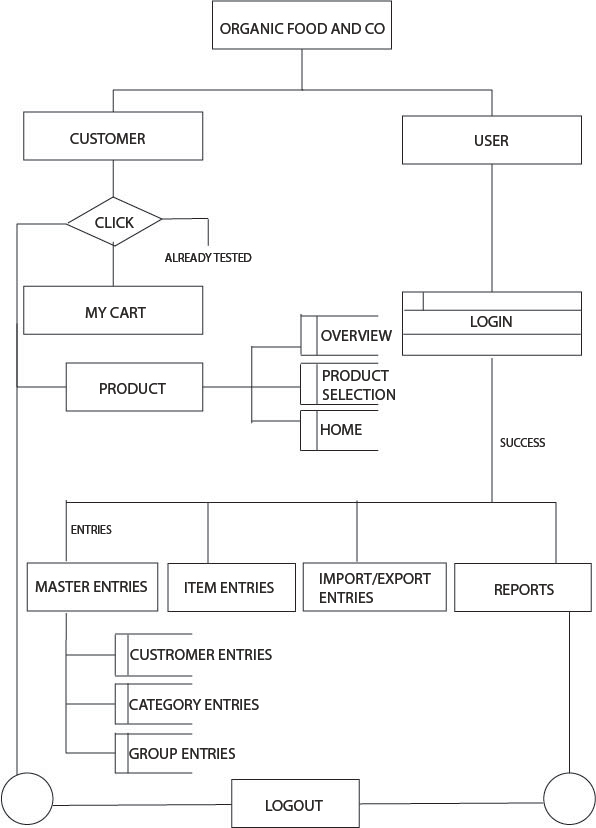 ORGANIC FOOD AND CO
CUSTOMER
USER
CLICK
ALREADY TESTED
MY CART
LOGIN
OVERVIEW
PRODUCT
PRODUCT
SELECTION
HOME
SUCCESS
ENTRIES
MASTER ENTRIES
ITEM ENTRIES
IMPORT/EXPORT
ENTRIES
REPORTS
CUSTROMER ENTRIES
CATEGORY ENTRIES
GROUP ENTRIES
LOGOUT